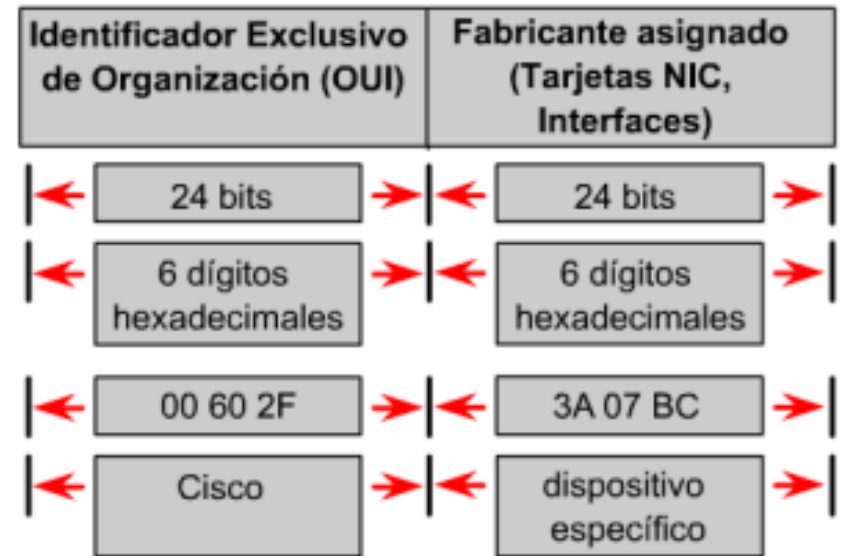 Identificador Exclusivo
de Organización (OUI)
Fabricante asignado
(Tarjetas NIC,
Interfaces)
24 bits
24 bits
6 dígitos
hexadecimales
6 dígitos
hexadecimales
00 60 2F
3A 07 BC
Cisco
dispositivo
específico